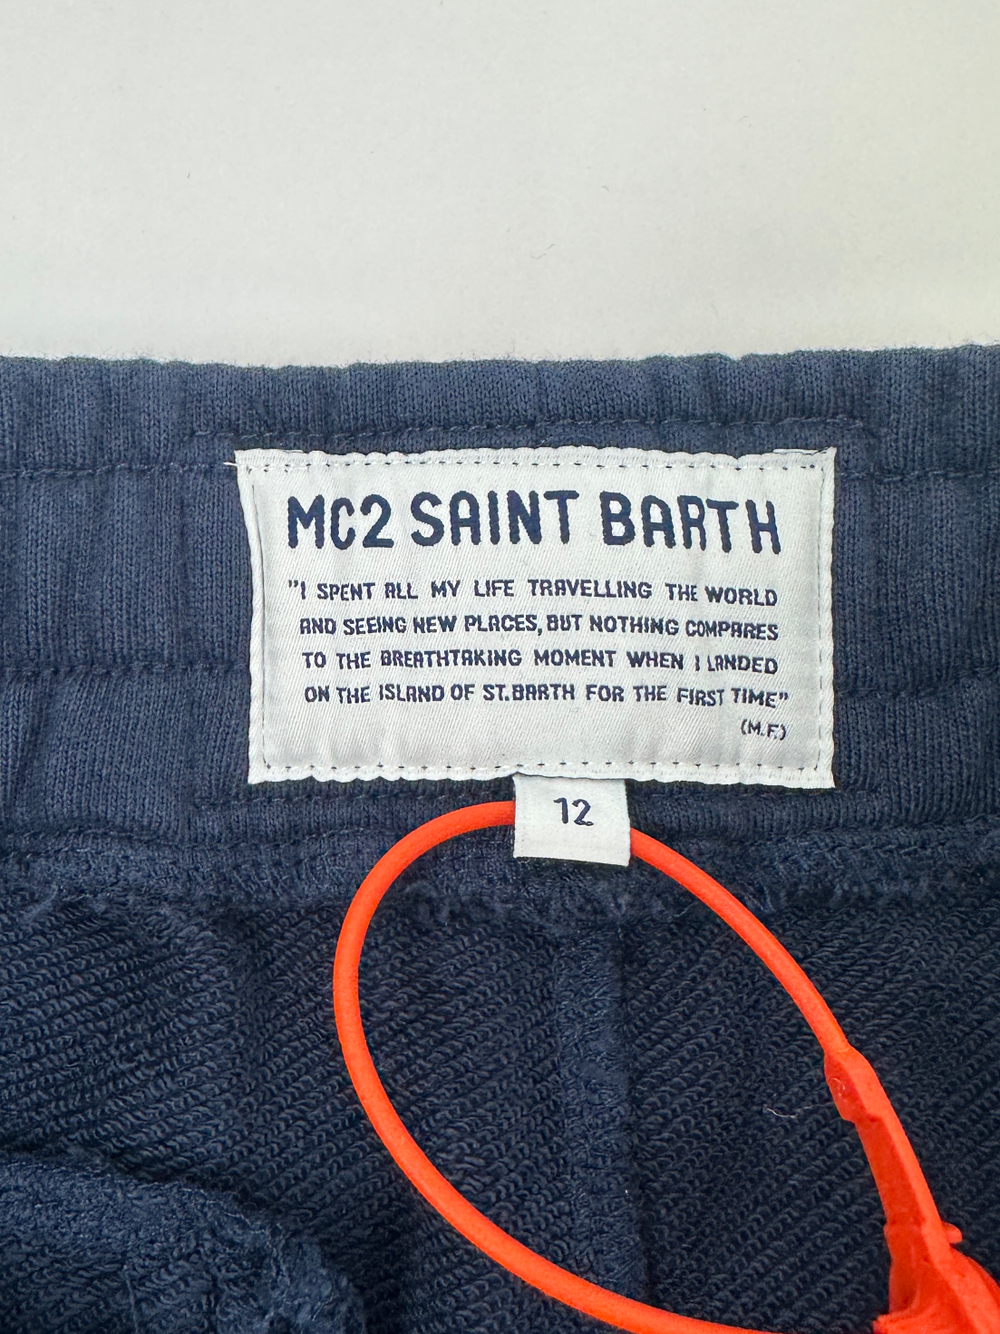 MC2 SAINT BARTH
"I SPENT ALL MY LIFE TRAVELLING THE WORLD
AND SEEING NEW PLACES, BUT NOTHING COMPARES
TO THE BREATHTAKING MOMENT WHEN I LANDED
ON THE ISLAND OF ST. BARTH FOR THE FIRST TIME"
(M.F.)
12